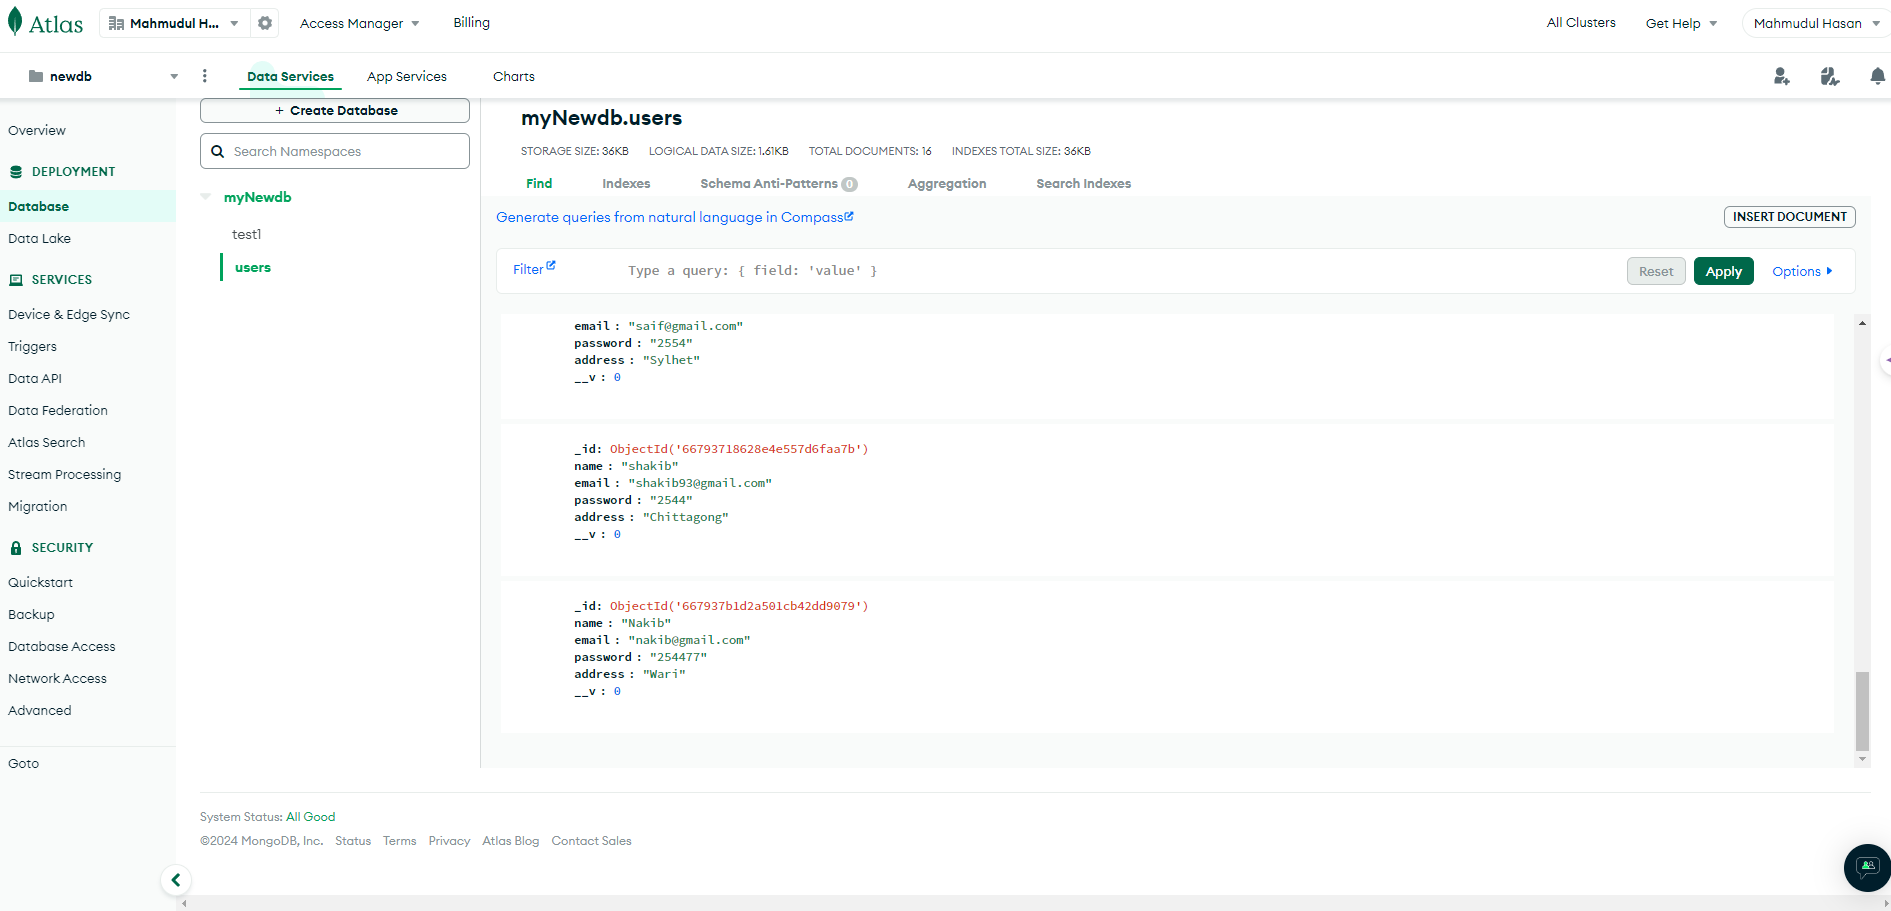 Atlas
Mahmudul H...
Access Manager
Billing
All Clusters
Get Help
Mahmudul Hasan
newdb
Data Services
App Services
Charts
Overview
DEPLOYMENT
Database
Data Lake
SERVICES
Device & Edge Sync
Triggers
Data API
Data Federation
Atlas Search
Stream Processing
Migration
SECURITY
Quickstart
Backup
Database Access
Network Access
Advanced
Goto
+ Create Database
Search Namespaces
myNewdb
test1
users
myNewdb.users
STORAGE SIZE: 36KB LOGICAL DATA SIZE: 1.61KB TOTAL DOCUMENTS: 16 INDEXES TOTAL SIZE: 36KB
Find Indexes Schema Anti-Patterns 0 Aggregation Search Indexes
Generate queries from natural language in Compass
INSERT DOCUMENT
Filter
Type a query: { field: 'value' }
Reset
Apply
Options
email : "saif@gmail.com"
password : "2554"
address : "Sylhet"
__v : 0
_id: ObjectId('66793718628e4e557d6faa7b')
name : "shakib"
email : "shakib93@gmail.com"
password : "2544"
address : "Chittagong"
__v : 0
_id: ObjectId('667937b1d2a501cb42dd9079')
name : "Nakib"
email : "nakib@gmail.com"
password : "254477"
address : "Wari"
__v : 0
System Status: All Good
©2024 MongoDB, Inc. Status Terms Privacy Atlas Blog Contact Sales